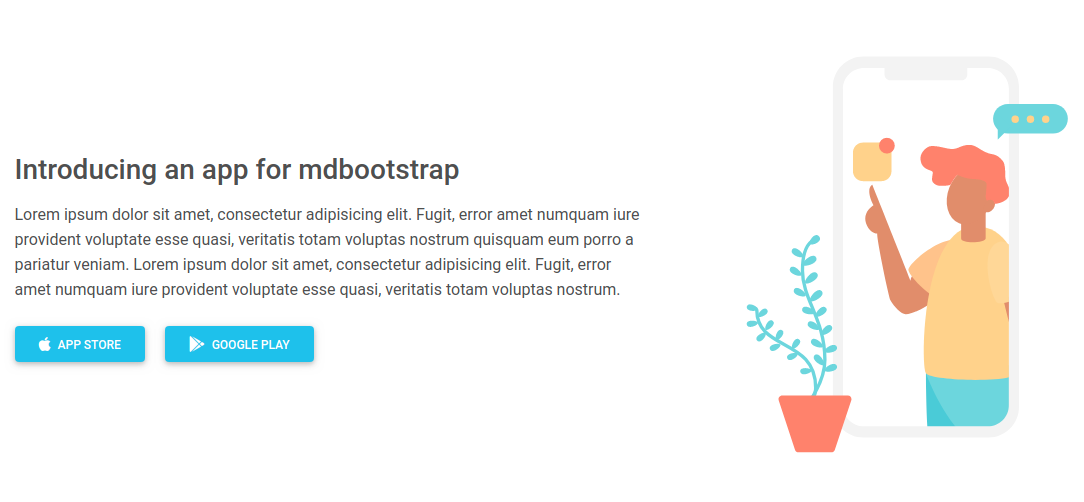 Introducing an app for mdbootstrap
Lorem ipsum dolor sit amet, consectetur adipisicing elit. Fugit, error amet numquam iure
provident voluptate esse quasi, veritatis totam voluptas nostrum quisquam eum porro a
pariatur veniam. Lorem ipsum dolor sit amet, consectetur adipisicing elit. Fugit, error
amet numquam iure provident voluptate esse quasi, veritatis totam voluptas nostrum.
APP STORE
GOOGLE PLAY